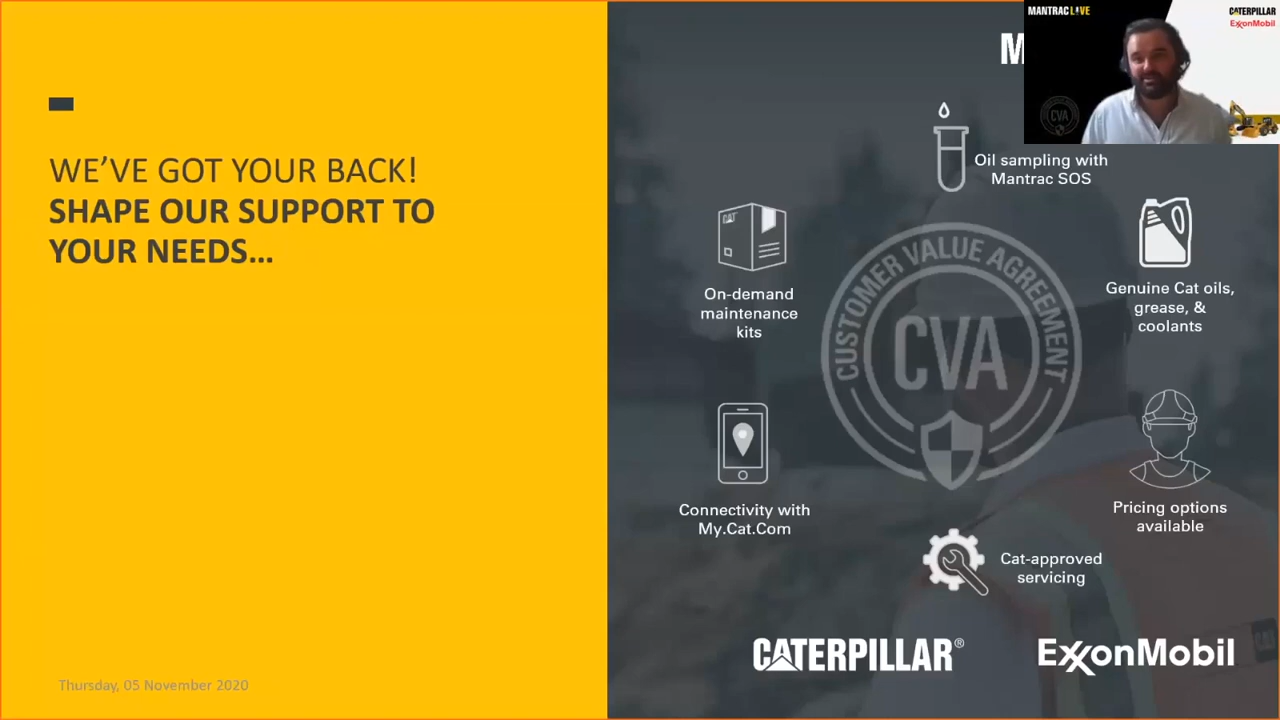 WE’VE GOT YOUR BACK!
SHAPE OUR SUPPORT TO
YOUR NEEDS...
Thursday, 05 November 2020
M
MANTRAC LIVE
CATERPILLAR
ExxonMobil
CVA
Oil sampling with
Mantrac SOS
CAT
On-demand
maintenance
kits
Genuine Cat oils,
grease, &
coolants
CUSTOMER VALUE AGREEMENT
CVA
Connectivity with
My.Cat.Com
Pricing options
available
Cat-approved
servicing
CATERPILLAR®
ExxonMobil